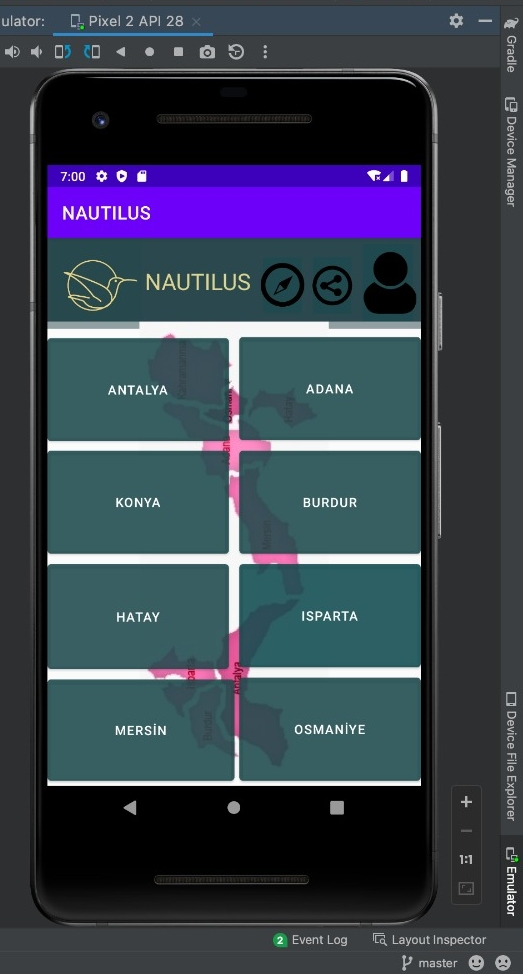 ulator:
Pixel 2 API 28
Gradle
Device Manager
7:00
NAUTILUS
NAUTILUS
ANTALYA
ADANA
KONYA
BURDUR
HATAY
ISPARTA
Antalya
MERSİN
OSMANİYE
Device File Explorer
1:1
Emulator
2 Event Log
Layout Inspector
master